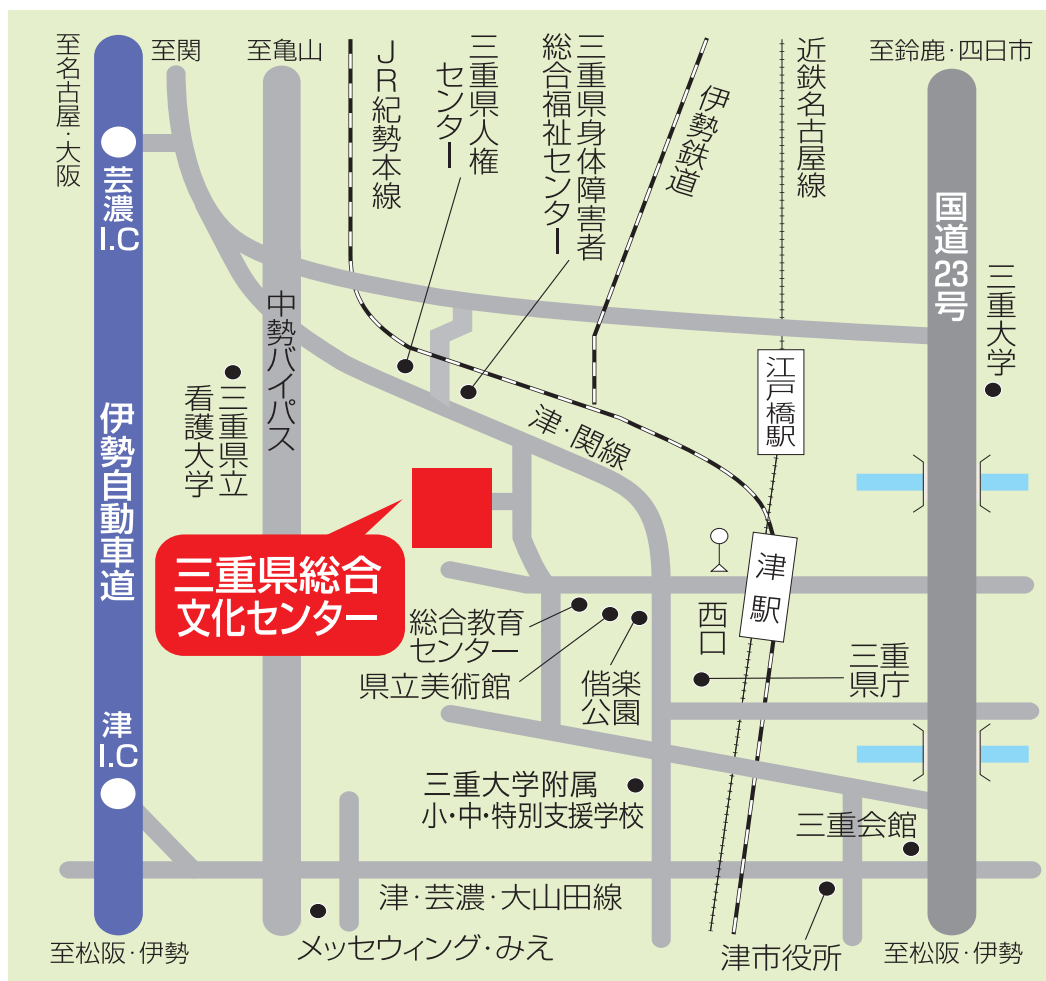 至名古屋・大阪
至関
至亀山
JR紀勢本線
三重県人権
センター
三重県身体障害者
総合福祉センター
伊勢鉄道
近鉄名古屋線
至鈴鹿・四日市
芸濃
I.C
国道23号
三重大学
中勢バイパス
江戸橋駅
三重県立
看護大学
津・関線
伊勢自動車道
三重県総合
文化センター
津駅
西口
総合教育
センター
県立美術館
偕楽
公園
三重
県庁
津
I.C
三重大学附属
小・中・特別支援学校
三重会館
津・芸濃・大山田線
メッセウィング・みえ
津市役所
至松阪・伊勢
至松阪・伊勢